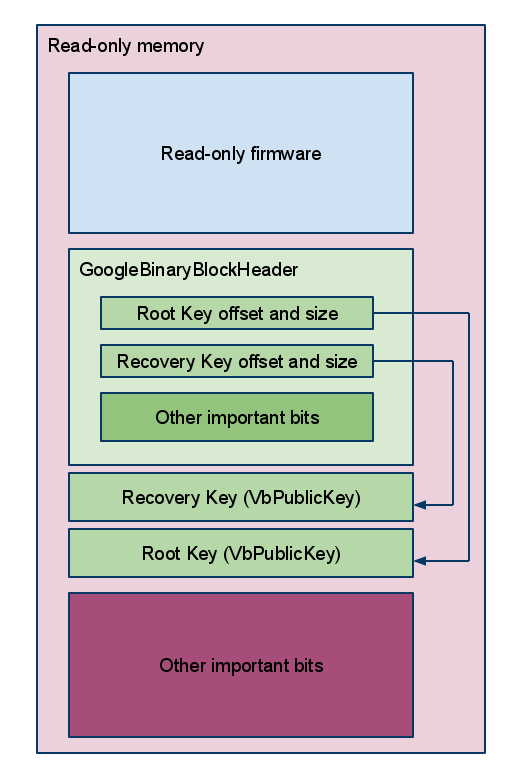 Read-only memory
Read-only firmware
GoogleBinaryBlockHeader
Root Key offset and size
Recovery Key offset and size
Other important bits
Recovery Key (VbPublicKey)
Root Key (VbPublicKey)
Other important bits